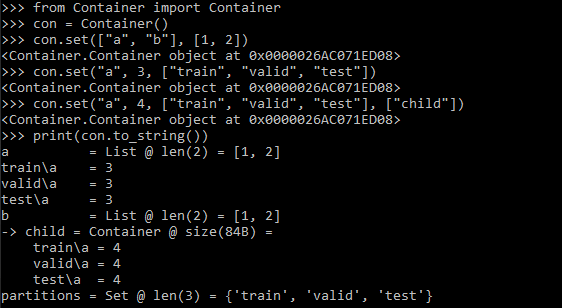 >>> from Container import Container
>>> con = Container()
>>> con.set(["a", "b"], [1, 2])
<Container.Container object at 0x0000026AC071ED08>
>>> con.set("a", 3, ["train", "valid", "test"])
<Container.Container object at 0x0000026AC071ED08>
>>> con.set("a", 4, ["train", "valid", "test"], ["child"])
<Container.Container object at 0x0000026AC071ED08>
>>> print(con.to_string())
a          = List @ len(2) = [1, 2]
train\a    = 3
valid\a    = 3
test\a     = 3
b          = List @ len(2) = [1, 2]
-> child = Container @ size(84B) =
    train\a = 4
    valid\a = 4
    test\a  = 4
partitions = Set @ len(3) = {'train', 'valid', 'test'}